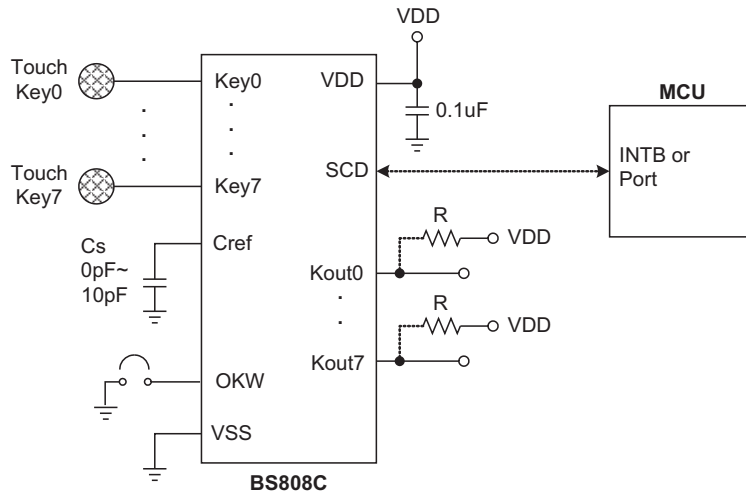 VDD
Touch
Key0
Key0
VDD
0.1uF
MCU
Touch
Key7
Key7
SCD
INTB or
Port
Cs
0pF~
10pF
Cref
R
VDD
Kout0
R
VDD
Kout7
OKW
VSS
BS808C